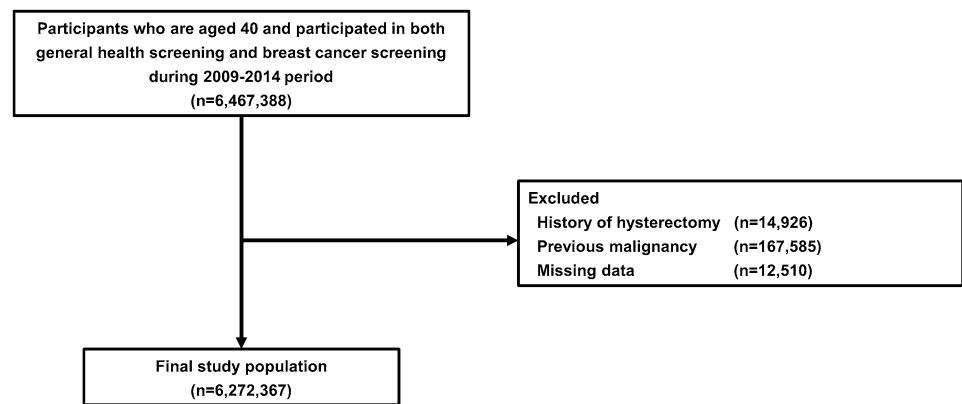 Participants who are aged 40 and participated in both
general health screening and breast cancer screening
during 2009-2014 period
(n=6,467,388)
Excluded
History of hysterectomy (n=14,926)
Previous malignancy (n=167,585)
Missing data (n=12,510)
Final study population
(n=6,272,367)